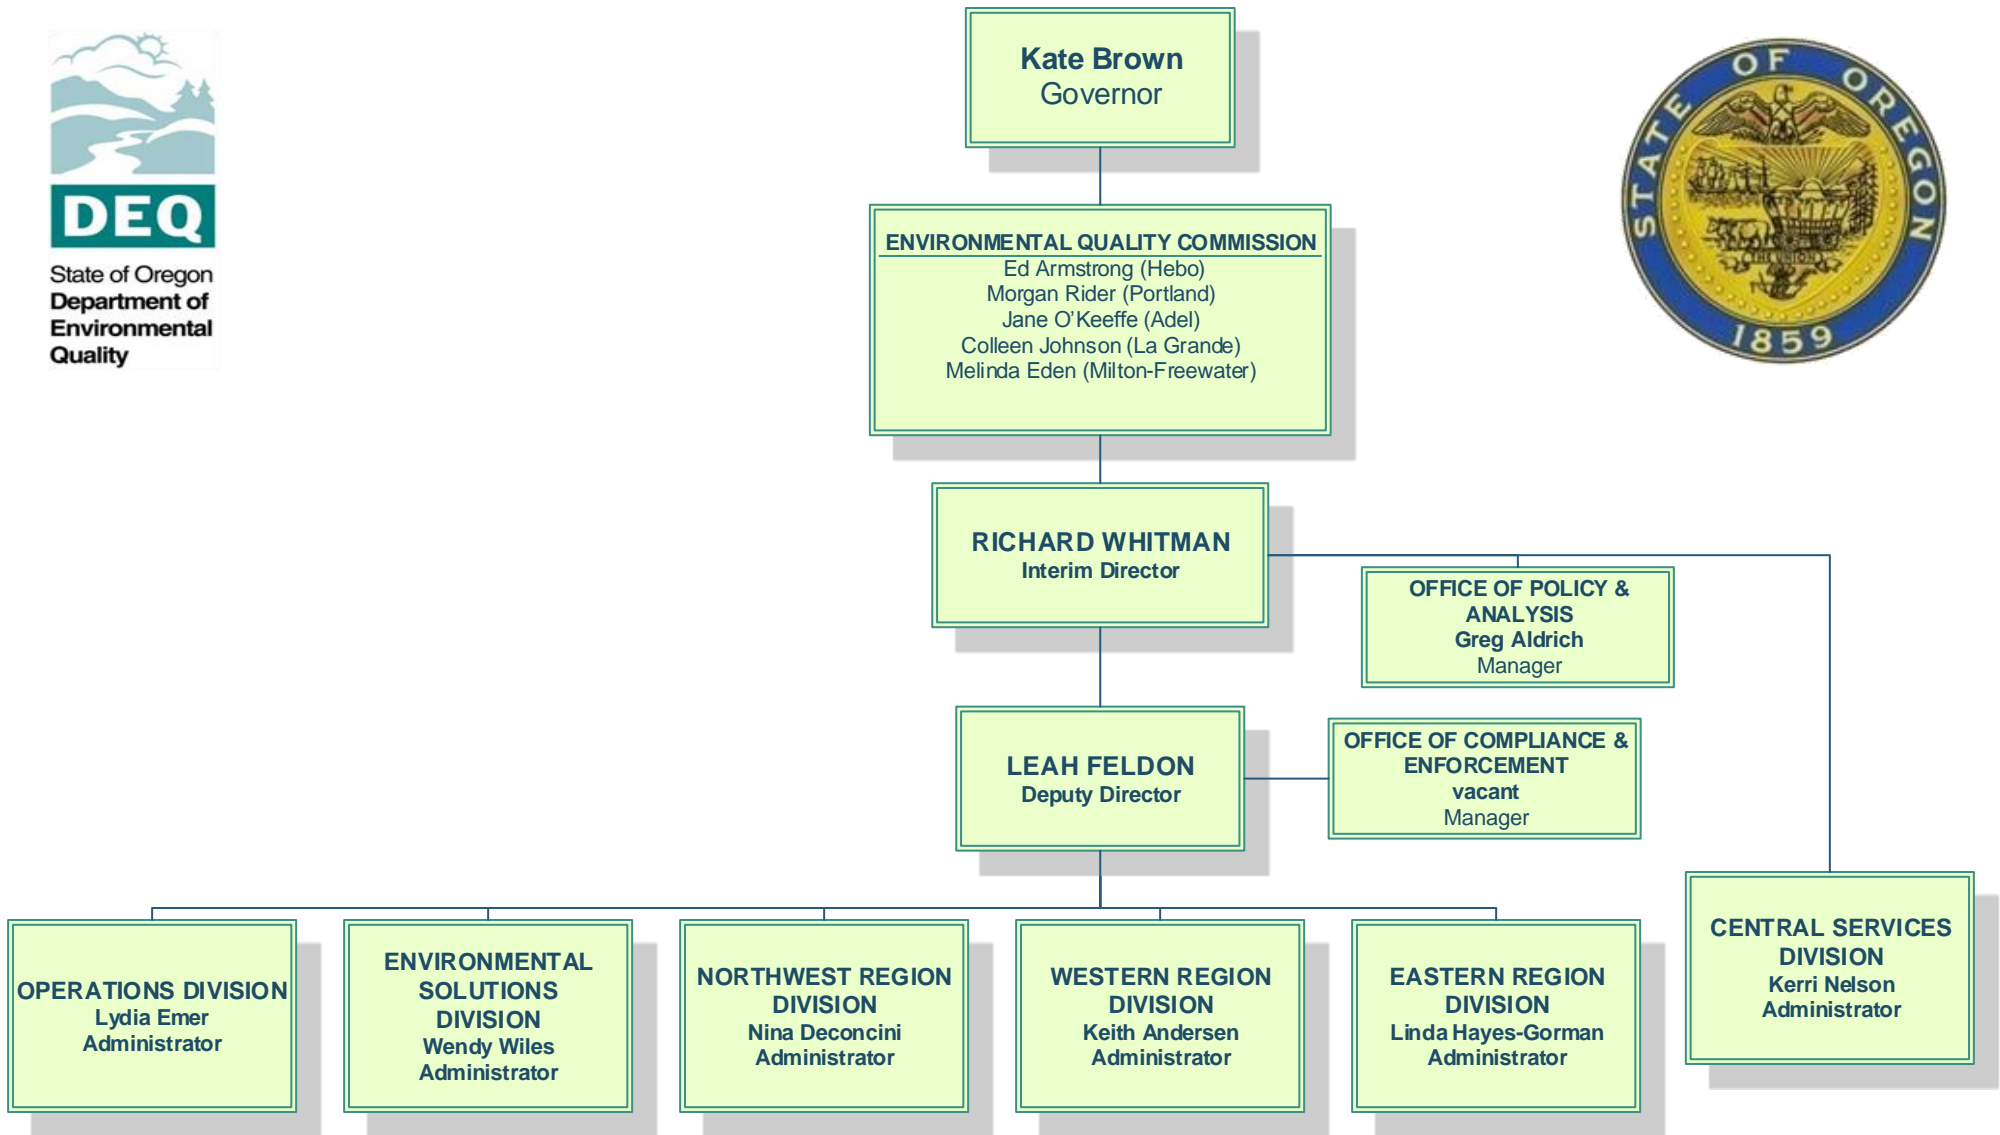 DEQ
State of Oregon
Department of
Environmental
Quality
Kate Brown
Governor
STATE OF OREGON
THE UNION
1859
ENVIRONMENTAL QUALITY COMMISSION
Ed Armstrong (Hebo)
Morgan Rider (Portland)
Jane O'Keeffe (Adel)
Colleen Johnson (La Grande)
Melinda Eden (Milton-Freewater)
RICHARD WHITMAN
Interim Director
OFFICE OF POLICY &
ANALYSIS
Greg Aldrich
Manager
LEAH FELDON
Deputy Director
OFFICE OF COMPLIANCE &
ENFORCEMENT
vacant
Manager
OPERATIONS DIVISION
Lydia Emer
Administrator
ENVIRONMENTAL
SOLUTIONS
DIVISION
Wendy Wiles
Administrator
NORTHWEST REGION
DIVISION
Nina Deconcini
Administrator
WESTERN REGION
DIVISION
Keith Andersen
Administrator
EASTERN REGION
DIVISION
Linda Hayes-Gorman
Administrator
CENTRAL SERVICES
DIVISION
Kerri Nelson
Administrator